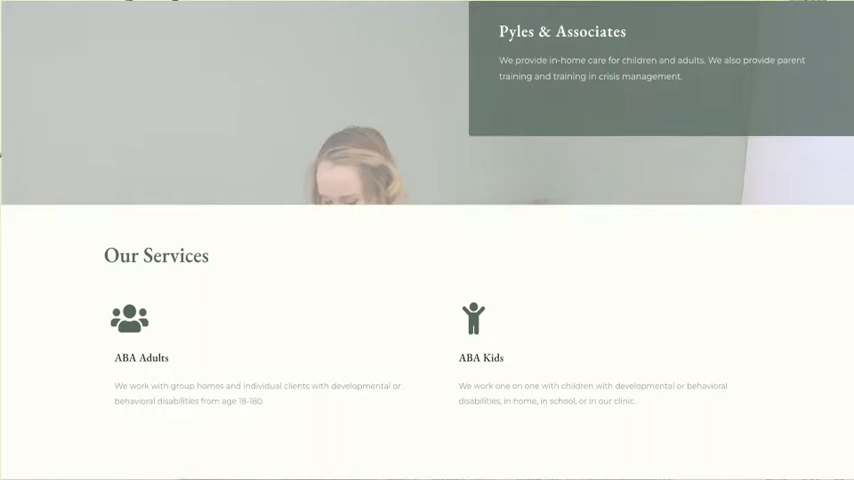 Pyles & Associates
We provide in-home care for children and adults. We also provide parent
training and training in crisis management.
Our Services
ABA Adults
We work with group homes and individual clients with developmental or
behavioral disabilities from age 18-180.
ABA Kids
We work one on one with children with developmental or behavioral
disabilities, in home, in school, or in our clinic.